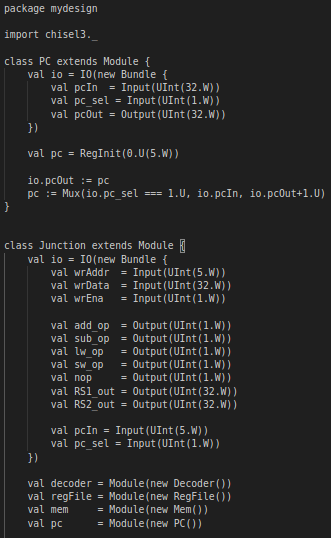 package mydesign
import chisel3._
class PC extends Module {
val io = IO(new Bundle {
val pcIn  = Input(UInt(32.W))
val pc_sel = Input(UInt(1.W))
val pcOut = Output(UInt(32.W))
})
val pc = RegInit(0.U(5.W))
io.pcOut := pc
pc := Mux(io.pc_sel === 1.U, io.pcIn, io.pcOut+1.U)
}
class Junction extends Module {
val io = IO(new Bundle {
val wrAddr  = Input(UInt(5.W))
val wrData  = Input(UInt(32.W))
val wrEna   = Input(UInt(1.W))
val add_op  = Output(UInt(1.W))
val sub_op  = Output(UInt(1.W))
val lw_op   = Output(UInt(1.W))
val sw_op   = Output(UInt(1.W))
val nop     = Output(UInt(1.W))
val RS1_out = Output(UInt(32.W))
val RS2_out = Output(UInt(32.W))
val pcIn = Input(UInt(5.W))
val pc_sel = Input(UInt(1.W))
})
val decoder = Module(new Decoder())
val regFile = Module(new RegFile())
val mem     = Module(new Mem())
val pc      = Module(new PC())